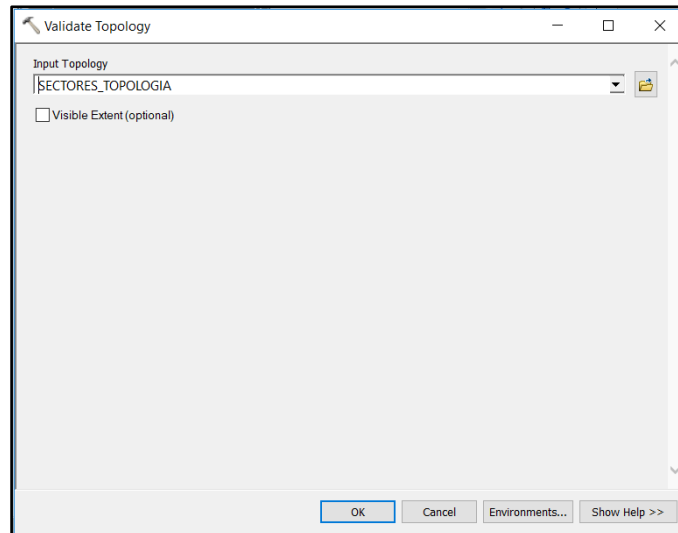 Validate Topology
Input Topology
SECTORES_TOPOLOGIA
Visible Extent (optional)
OK Cancel Environments... Show Help >>